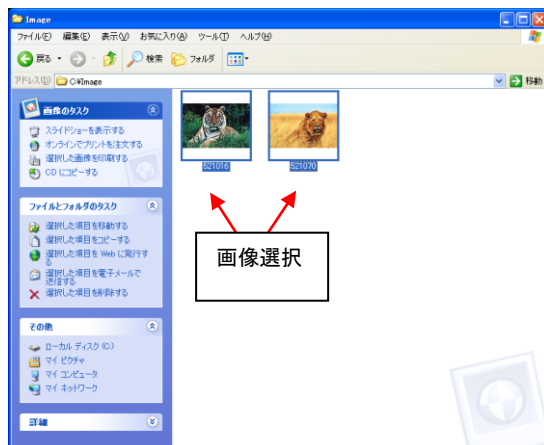 Image
ファイル(F) 編集(E) 表示(V) お気に入り(A) ツール(T) ヘルプ(H)
戻る 検索 フォルダ
アドレス(D) C:¥Image 移動
画像のタスク
スライドショーを表示する
オンラインでプリントを注文する
選択した画像を印刷する
CD にコピーする
521016 521070
ファイルとフォルダのタスク
選択した項目を移動する
選択した項目をコピーする
選択した項目を Web に発行す
る
選択した項目を電子メールで
送信する
選択した項目を削除する
画像選択
その他
ローカル ディスク (C:)
マイ ピクチャ
マイ コンピュータ
マイ ネットワーク
詳細